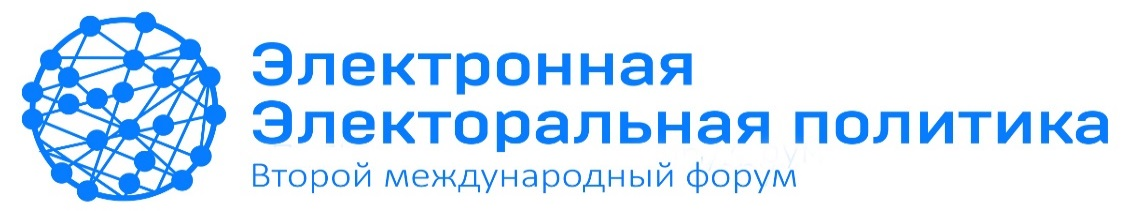 Электронная
Электоральная политика
Второй международный форум